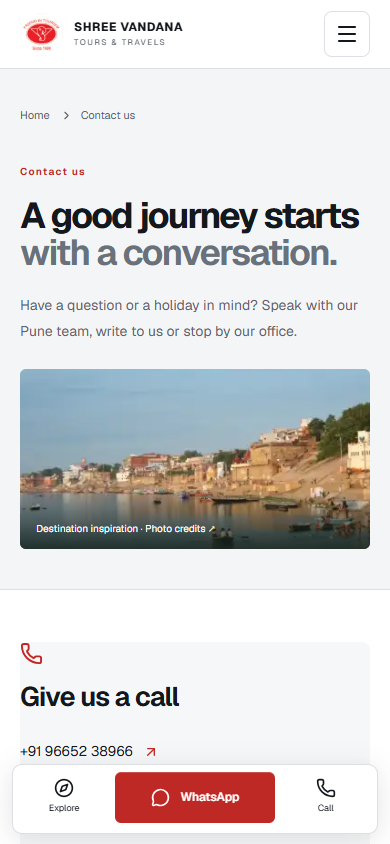 SHREE VANDANA
TOURS & TRAVELS
Home > Contact us
Contact us
A good journey starts
with a conversation.
Have a question or a holiday in mind? Speak with our
Pune team, write to us or stop by our office.
Destination inspiration · Photo credits ↗
Give us a call
+91 96652 38966 ↗
Explore
WhatsApp
Call